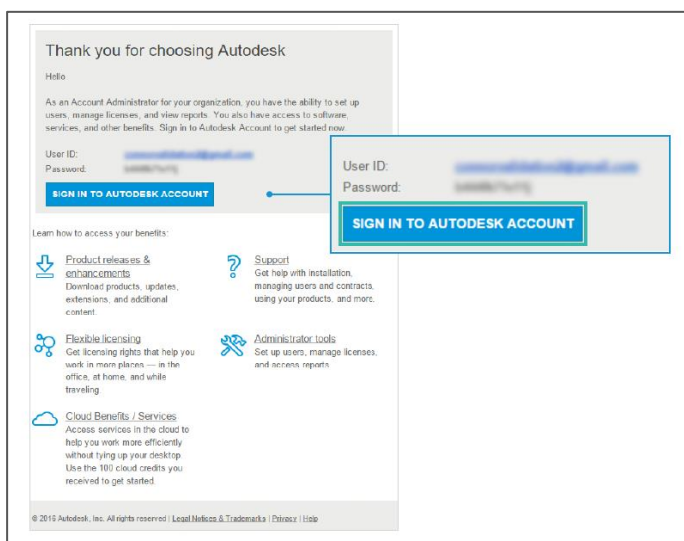 Thank you for choosing Autodesk
Hello
As an Account Administrator for your organization, you have the ability to set up
users, manage licenses, and view reports. You also have access to software,
services, and other benefits. Sign in to Autodesk Account to get started now.
User ID:
Password:
SIGN IN TO AUTODESK ACCOUNT
User ID:
Password:
SIGN IN TO AUTODESK ACCOUNT
Learn how to access your benefits:
Product releases &
enhancements
Download products, updates,
extensions, and additional
content.
Support
Get help with installation,
managing users and contracts,
using your products, and more.
Flexible licensing
Get licensing rights that help you
work in more places — in the
office, at home, and while
traveling.
Administrator tools
Set up users, manage licenses,
and access reports
Cloud Benefits / Services
Access services in the cloud to
help you work more efficiently
without tying up your desktop.
Use the 100 cloud credits you
received to get started.
© 2016 Autodesk, Inc. All rights reserved | Legal Notices & Trademarks | Privacy | Help